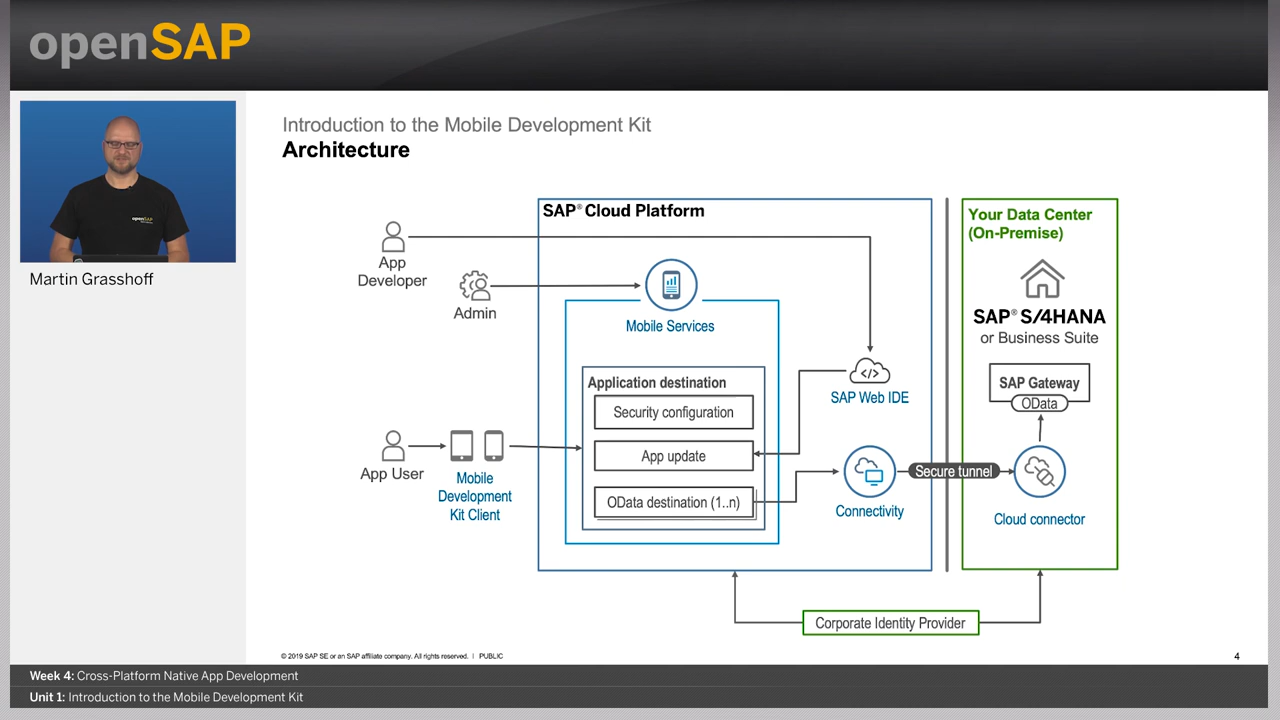 openSAP
openSAP
Martin Grasshoff
Introduction to the Mobile Development Kit
Architecture
SAP® Cloud Platform
App
Developer
Admin
Mobile Services
Application destination
Security configuration
App update
OData destination (1..n)
App User
Mobile
Development
Kit Client
SAP Web IDE
Connectivity
Secure tunnel
Your Data Center
(On-Premise)
SAP® S/4HANA
or Business Suite
SAP Gateway
OData
Cloud connector
Corporate Identity Provider
© 2019 SAP SE or an SAP affiliate company. All rights reserved. | PUBLIC
4
Week 4: Cross-Platform Native App Development
Unit 1: Introduction to the Mobile Development Kit